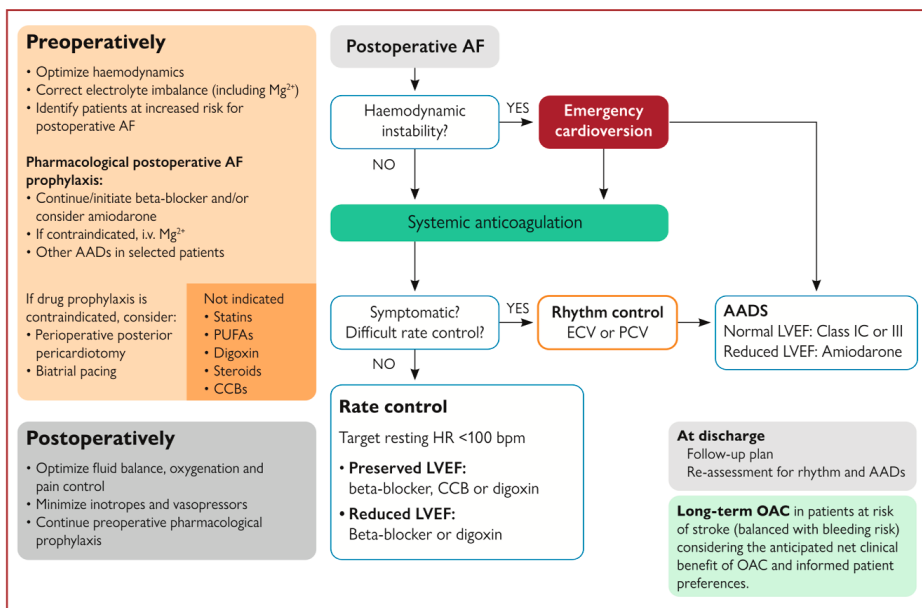 Preoperatively
• Optimize haemodynamics
• Correct electrolyte imbalance (including Mg²⁺)
• Identify patients at increased risk for
postoperative AF
Pharmacological postoperative AF
prophylaxis:
• Continue/initiate beta-blocker and/or
consider amiodarone
• If contraindicated, i.v. Mg²⁺
• Other AADs in selected patients
If drug prophylaxis is
contraindicated, consider:
• Perioperative posterior
pericardiotomy
• Biatrial pacing
Not indicated
• Statins
• PUFAs
• Digoxin
• Steroids
• CCBs
Postoperatively
• Optimize fluid balance, oxygenation and
pain control
• Minimize inotropes and vasopressors
• Continue preoperative pharmacological
prophylaxis
Postoperative AF
Haemodynamic
instability?
YES
Emergency
cardioversion
NO
Systemic anticoagulation
Symptomatic?
Difficult rate control?
YES
Rhythm control
ECV or PCV
AADS
Normal LVEF: Class IC or III
Reduced LVEF: Amiodarone
NO
Rate control
Target resting HR <100 bpm
• Preserved LVEF:
beta-blocker, CCB or digoxin
• Reduced LVEF:
Beta-blocker or digoxin
At discharge
Follow-up plan
Re-assessment for rhythm and AADs
Long-term OAC in patients at risk
of stroke (balanced with bleeding risk)
considering the anticipated net clinical
benefit of OAC and informed patient
preferences.